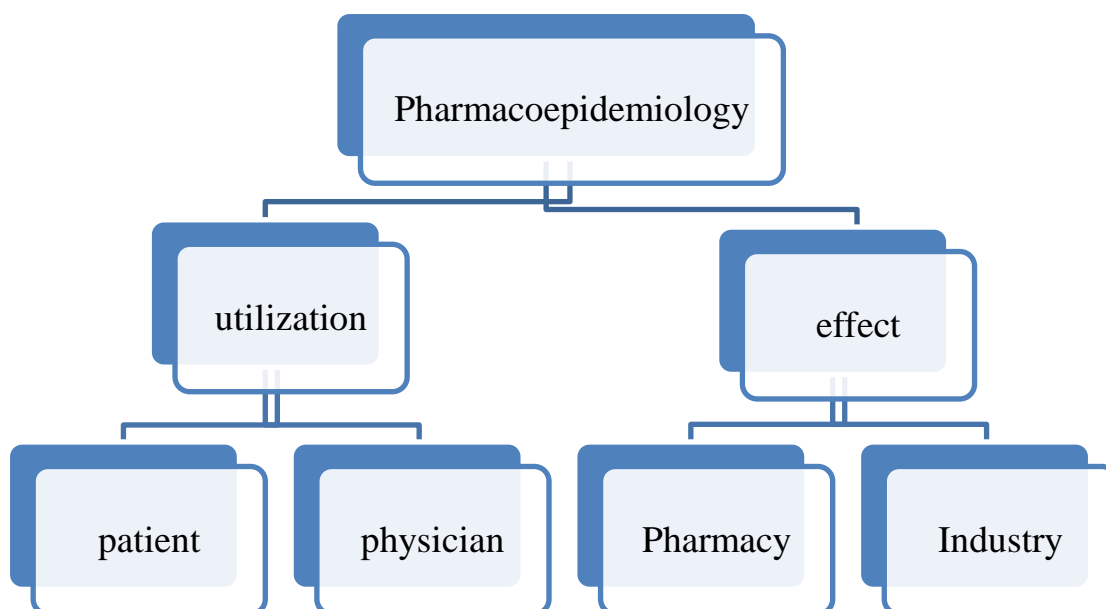 Pharmacoepidemiology
utilization
effect
patient
physician
Pharmacy
Industry